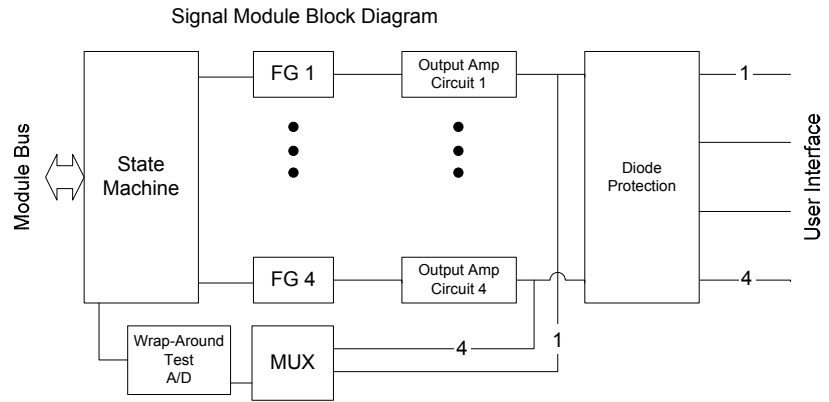 Signal Module Block Diagram
Module Bus
State
Machine
FG 1
Output Amp
Circuit 1
Diode
Protection
1
User Interface
FG 4
Output Amp
Circuit 4
4
Wrap-Around
Test
A/D
MUX
4
1